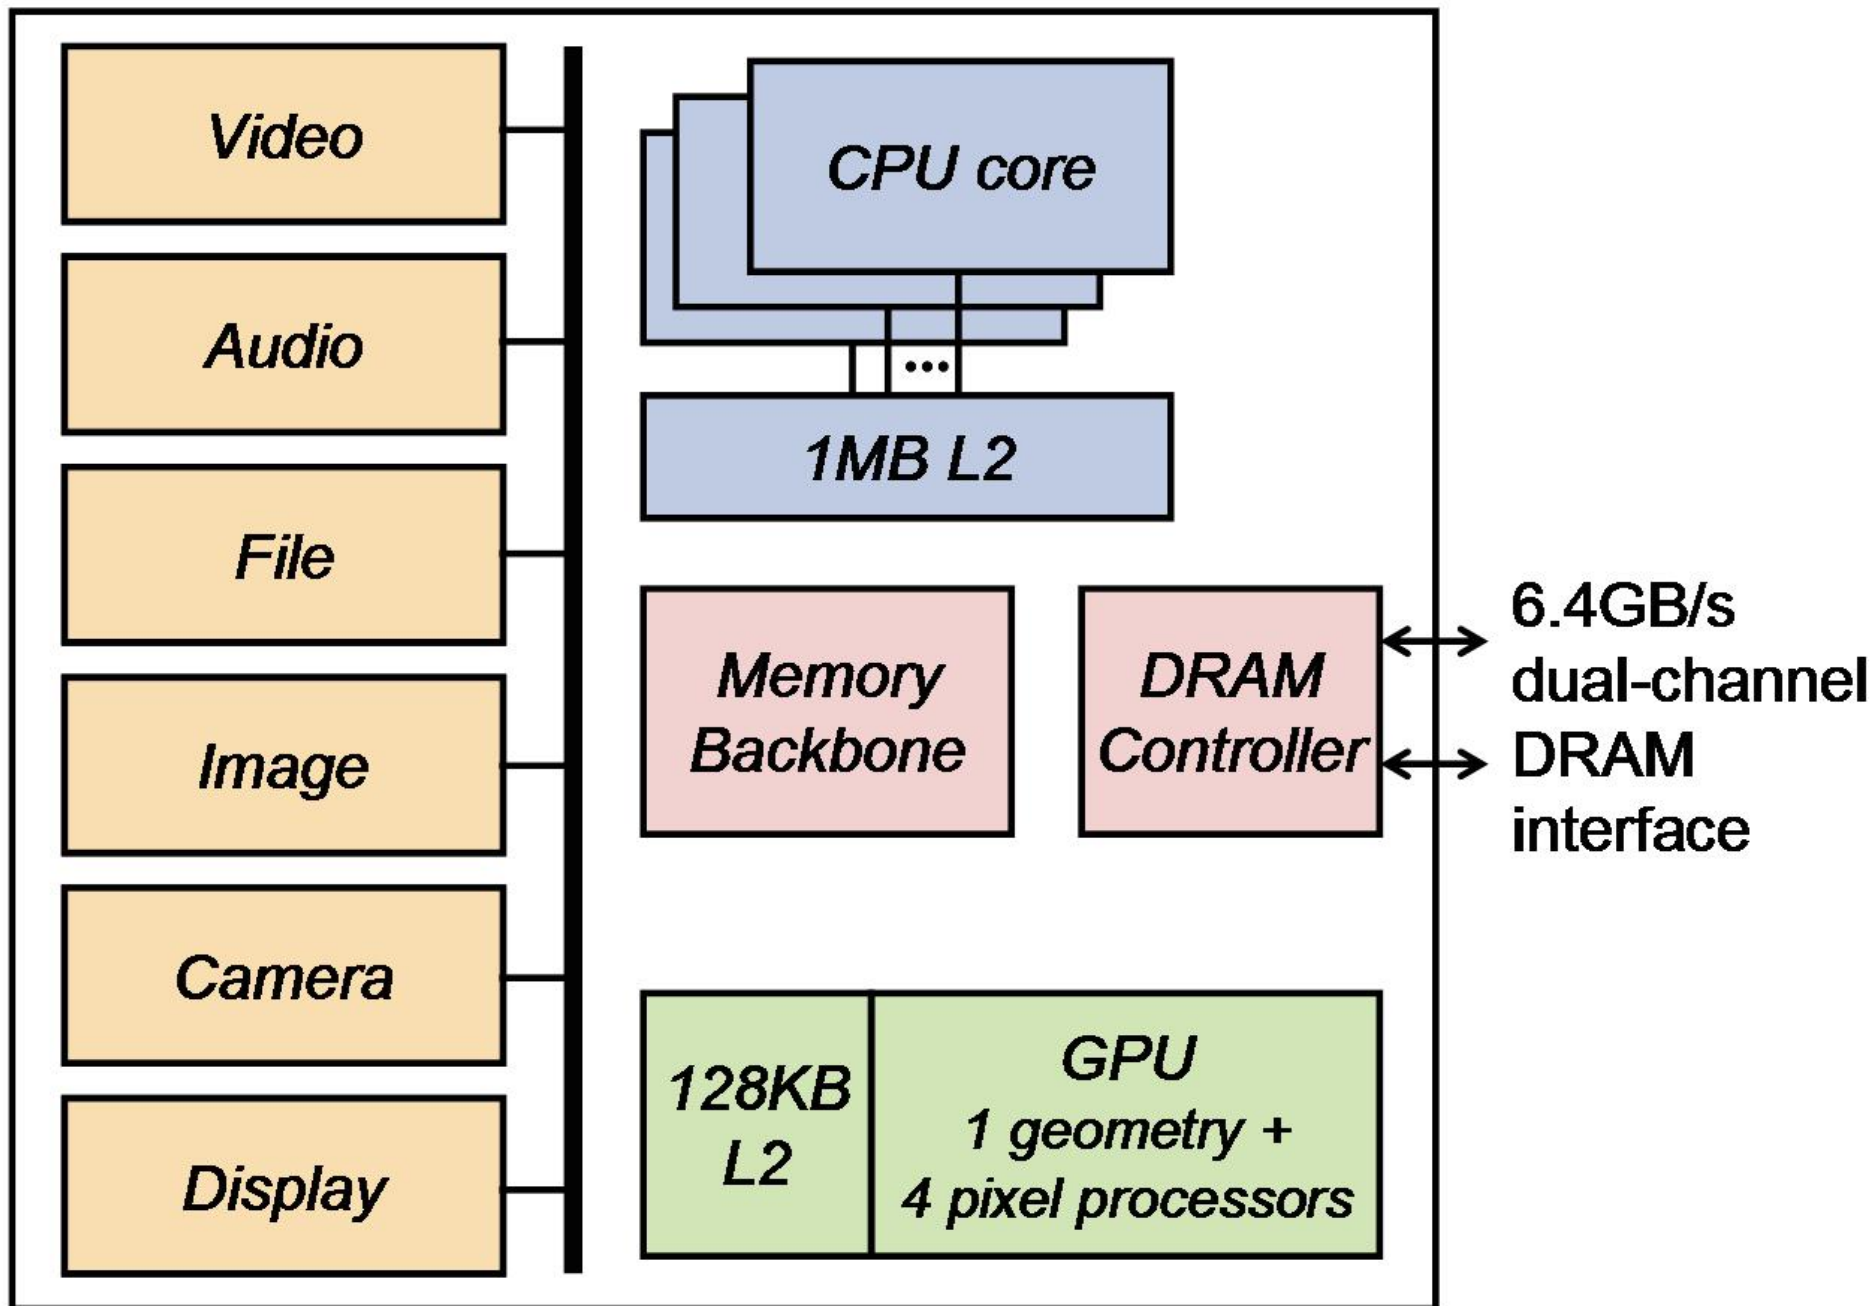 Video
Audio
File
Image
Camera
Display
CPU core
...
1MB L2
Memory
Backbone
DRAM
Controller
6.4GB/s
dual-channel
DRAM
interface
128KB
L2
GPU
1 geometry +
4 pixel processors